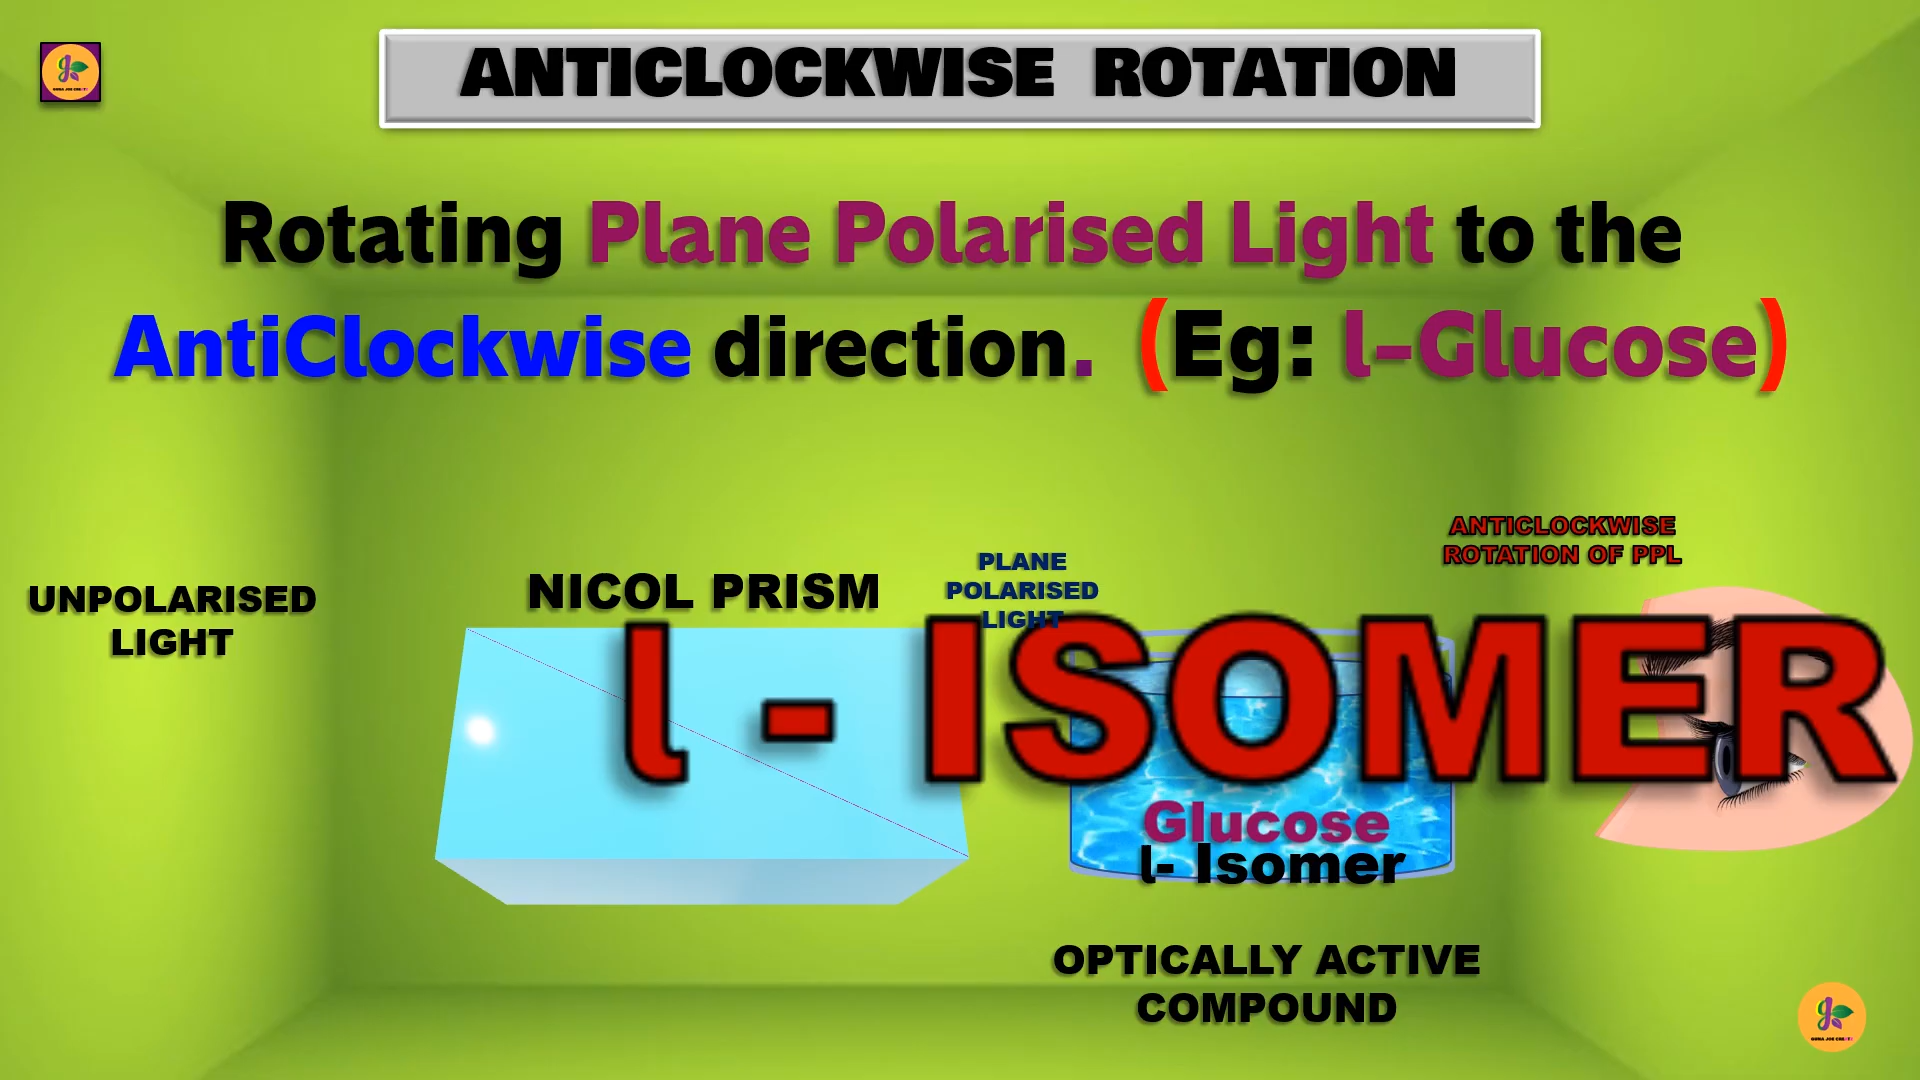 ANTICLOCKWISE ROTATION
Rotating Plane Polarised Light to the
AntiClockwise direction. (Eg: l-Glucose)
ANTICLOCKWISE
ROTATION OF PPL
PLANE
POLARISED
LIGHT
NICOL PRISM
UNPOLARISED
LIGHT
l - ISOMER
Glucose
l- Isomer
OPTICALLY ACTIVE
COMPOUND